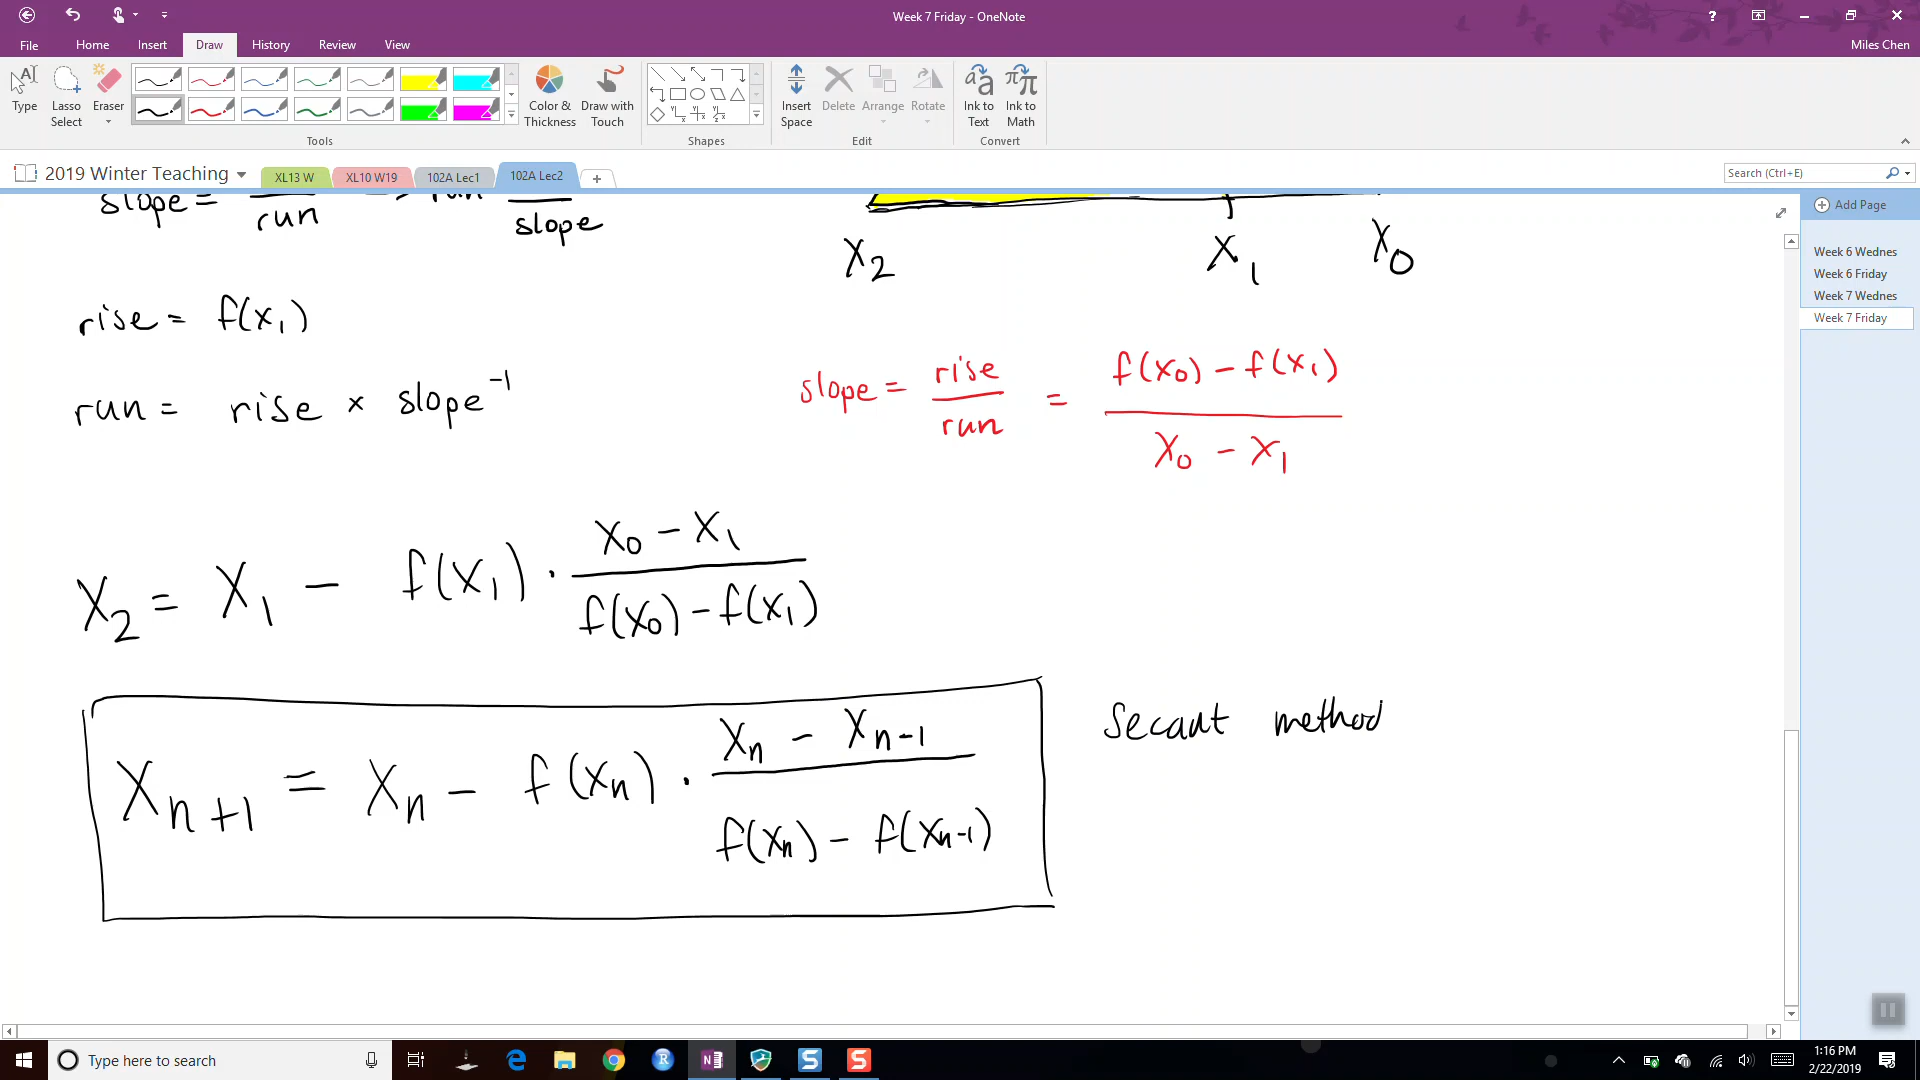 Week 7 Friday - OneNote
File Home Insert Draw History Review View
Miles Chen
Type
Lasso Select
Eraser
Color & Thickness
Draw with Touch
Insert Space
Delete
Arrange
Rotate
Ink to Text
Ink to Math
Tools
Shapes
Edit
Convert
2019 Winter Teaching
XL13 W
XL10 W19
102A Lec1
102A Lec2
Search (Ctrl+E)
Add Page
Week 6 Wednes
Week 6 Friday
Week 7 Wednes
Week 7 Friday
slope =
run
slope
x2 x1 x0
rise = f(x1)
run = rise × slope^-1
slope = rise / run = f(x0) - f(x1) / x0 - x1
x2 = x1 - f(x1) · x0 - x1 / f(x0) - f(x1)
xn+1 = xn - f(xn) · xn - xn-1 / f(xn) - f(xn-1)
Secant method
Type here to search
1:16 PM
2/22/2019